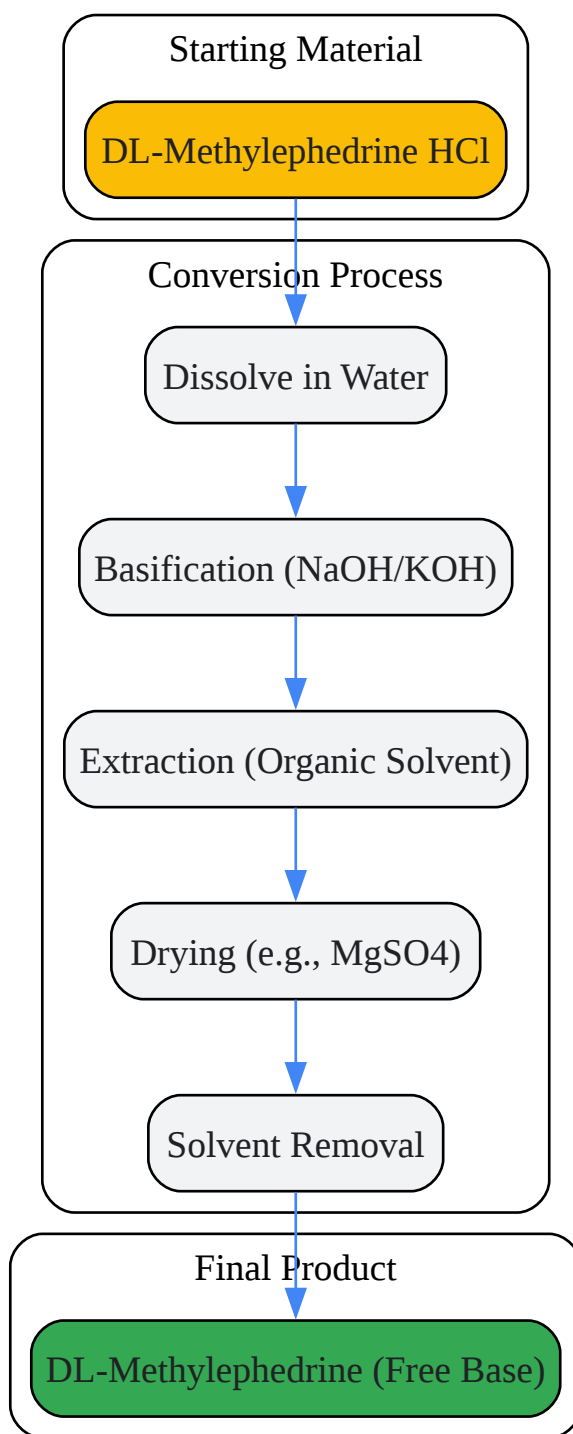 Starting Material
DL-Methylephedrine HCl
Conversion Process
Dissolve in Water
Basification (NaOH/KOH)
Extraction (Organic Solvent)
Drying (e.g., MgSO4)
Solvent Removal
Final Product
DL-Methylephedrine (Free Base)